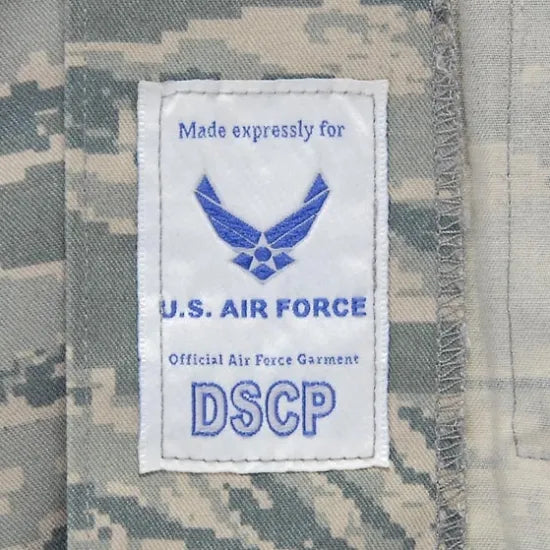 Made expressly for
U.S. AIR FORCE
Official Air Force Garment
DSCP